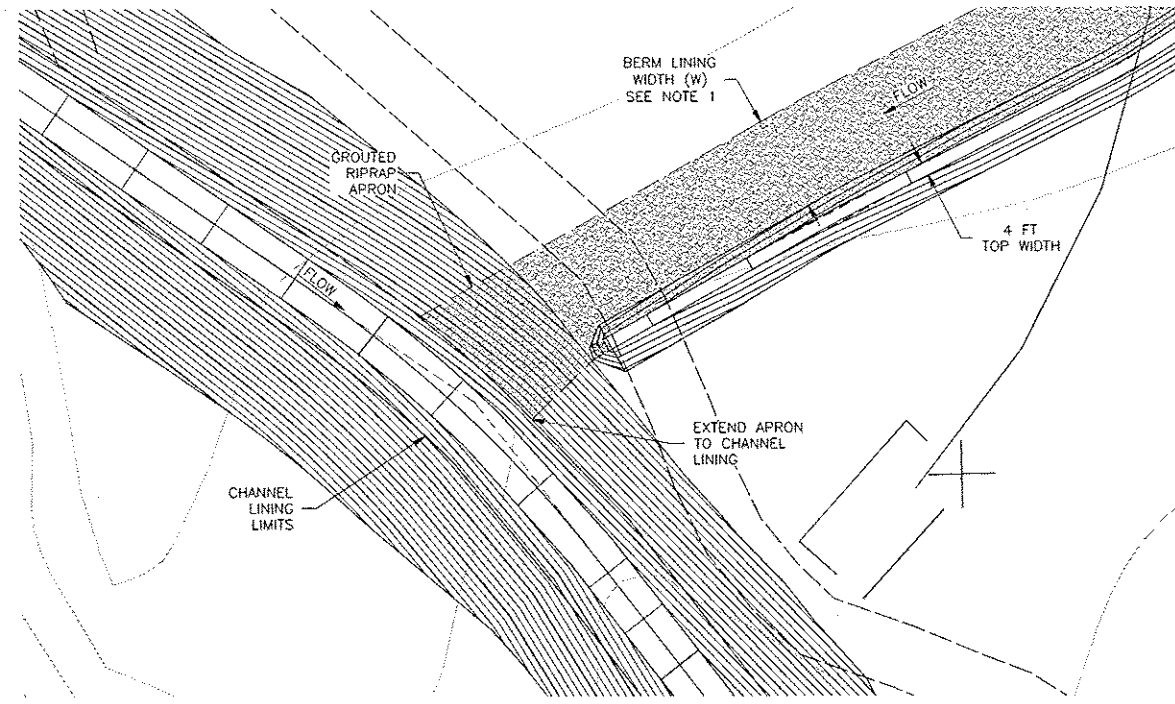 BERM LINING
WIDTH (W)
SEE NOTE 1
FLOW
GROUTED
RIPRAP
APRON
4 FT
TOP WIDTH
FLOW
EXTEND APRON
TO CHANNEL
LINING
CHANNEL
LINING
LIMITS